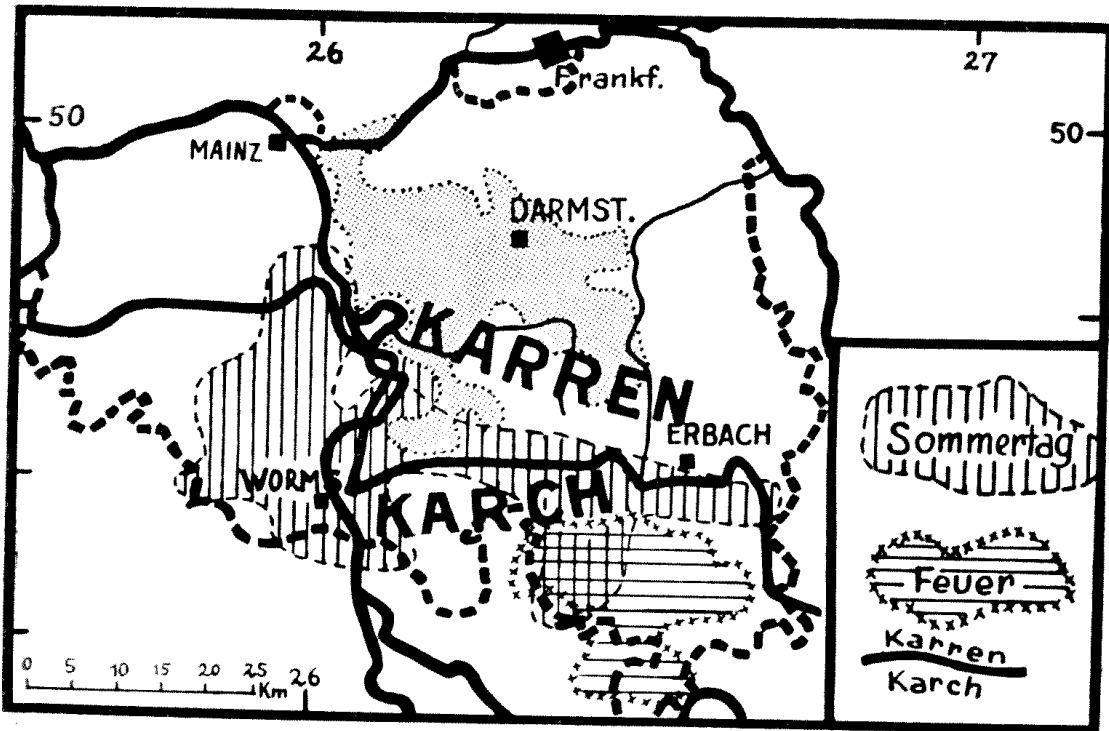 26
27
Frankf.
50
50
MAINZ
DARMST.
KARREN
ERBACH
WORMS
KARCH
Sommertag
Feuer
Karren
Karch
0 5 10 15 20 25
Km
26